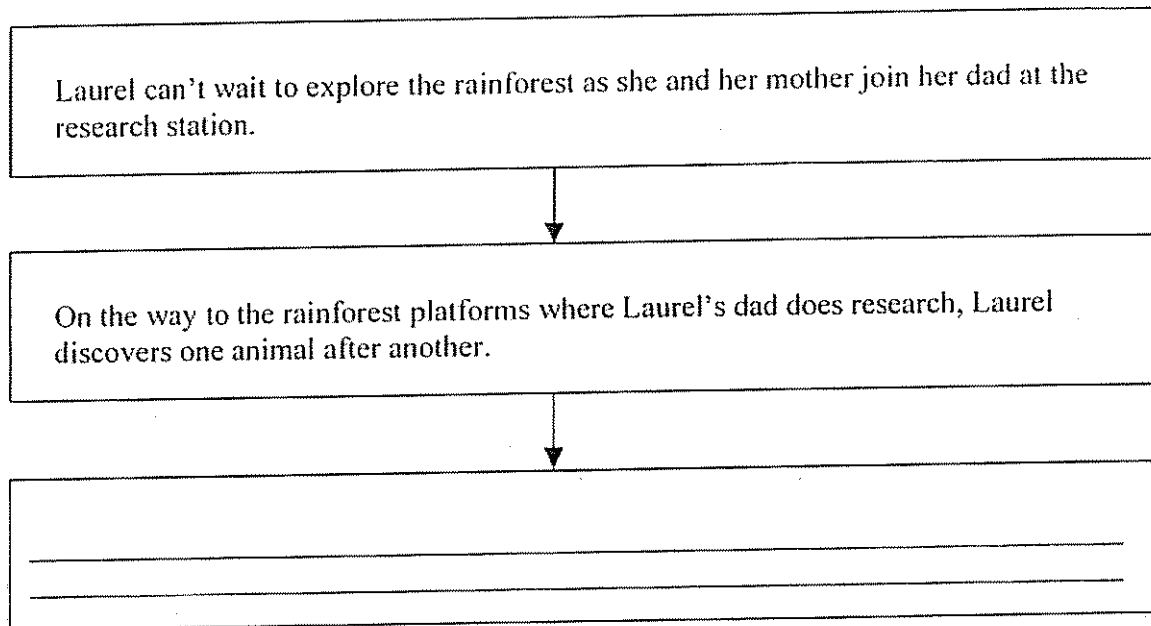 Laurel can't wait to explore the rainforest as she and her mother join her dad at the
research station.
On the way to the rainforest platforms where Laurel's dad does research, Laurel
discovers one animal after another.